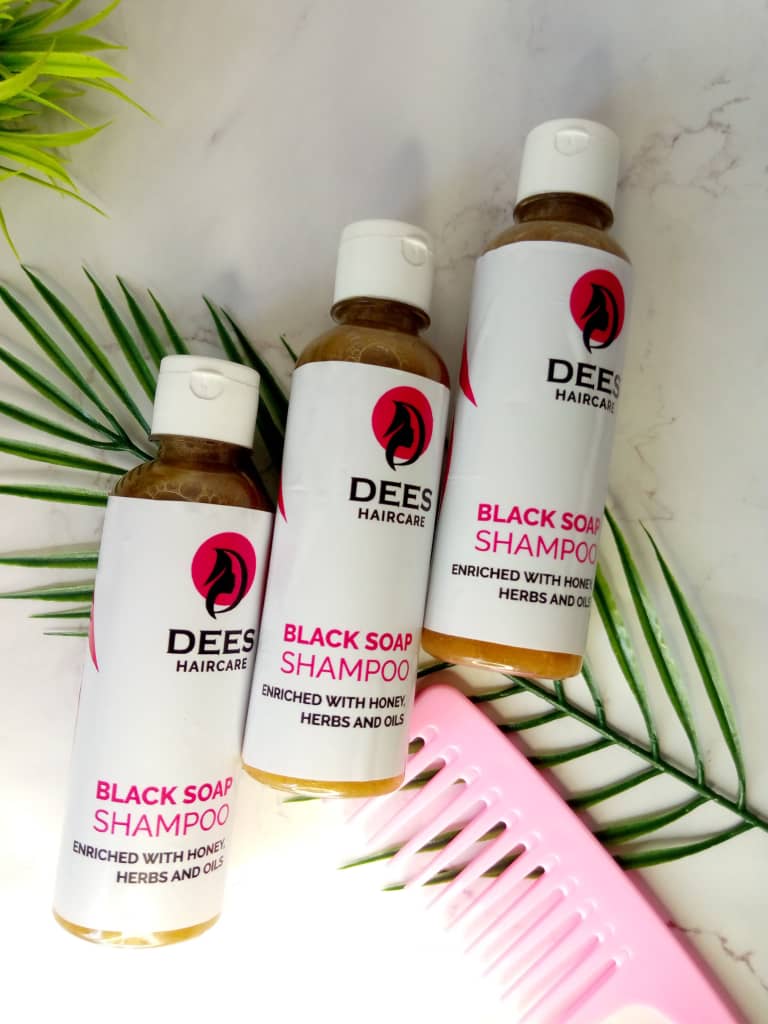 DEES
HAIRCARE
BLACK SOAP
SHAMPOO
ENRICHED WITH HONEY,
HERBS AND OILS
DEES
HAIRCARE
BLACK SOAP
SHAMPOO
ENRICHED WITH HONEY,
HERBS AND OILS
DEES
HAIRCARE
BLACK SOAP
SHAMPOO
ENRICHED WITH HONEY,
HERBS AND OILS